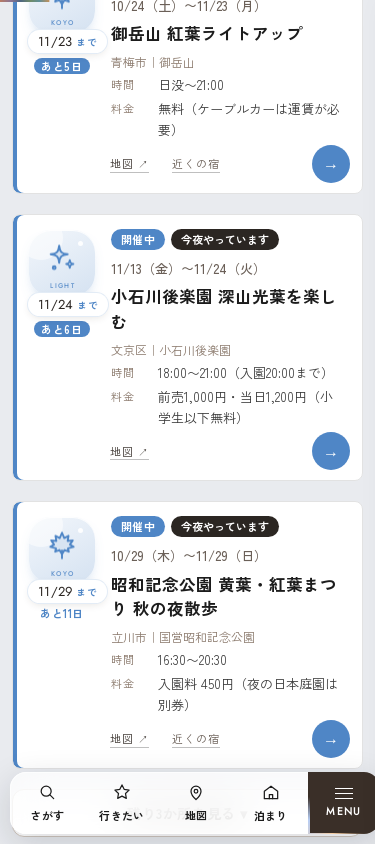 10/24（土）〜11/23（月）
KOYO
11/23 まで
あと5日
御岳山 紅葉ライトアップ
青梅市｜御岳山
時間 日没〜21:00
料金 無料（ケーブルカーは運賃が必
要）
地図 ↗ 近くの宿 →
開催中 今夜やっています
LIGHT
11/24 まで
あと6日
11/13（金）〜11/24（火）
小石川後楽園 深山光葉を楽し
む
文京区｜小石川後楽園
時間 18:00〜21:00（入園20:00まで）
料金 前売1,000円・当日1,200円（小
学生以下無料）
地図 ↗ →
開催中 今夜やっています
KOYO
11/29 まで
あと11日
10/29（木）〜11/29（日）
昭和記念公園 黄葉・紅葉まつ
り 秋の夜散歩
立川市｜国営昭和記念公園
時間 16:30〜20:30
料金 入園料 450円（夜の日本庭園は
別券）
地図 ↗ 近くの宿 →
さがす 行きたい 地図 泊まり MENU